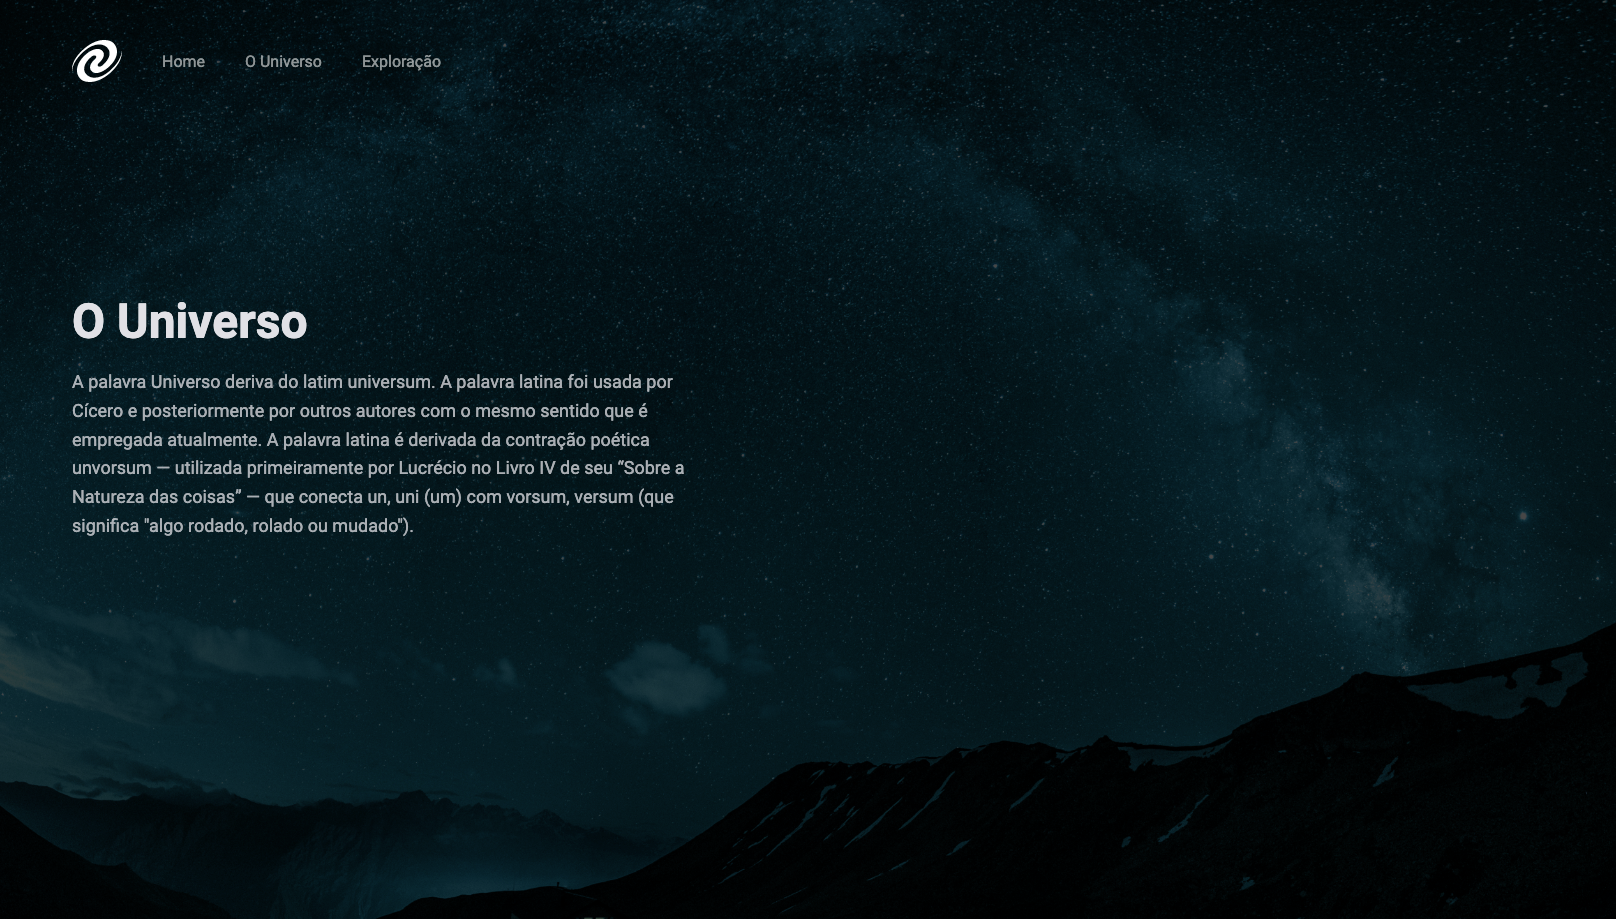 Home O Universo Exploração
O Universo
A palavra Universo deriva do latim universum. A palavra latina foi usada por
Cícero e posteriormente por outros autores com o mesmo sentido que é
empregada atualmente. A palavra latina é derivada da contração poética
unvorsum — utilizada primeiramente por Lucrécio no Livro IV de seu “Sobre a
Natureza das coisas” — que conecta un, uni (um) com vorsum, versum (que
significa "algo rodado, rolado ou mudado").